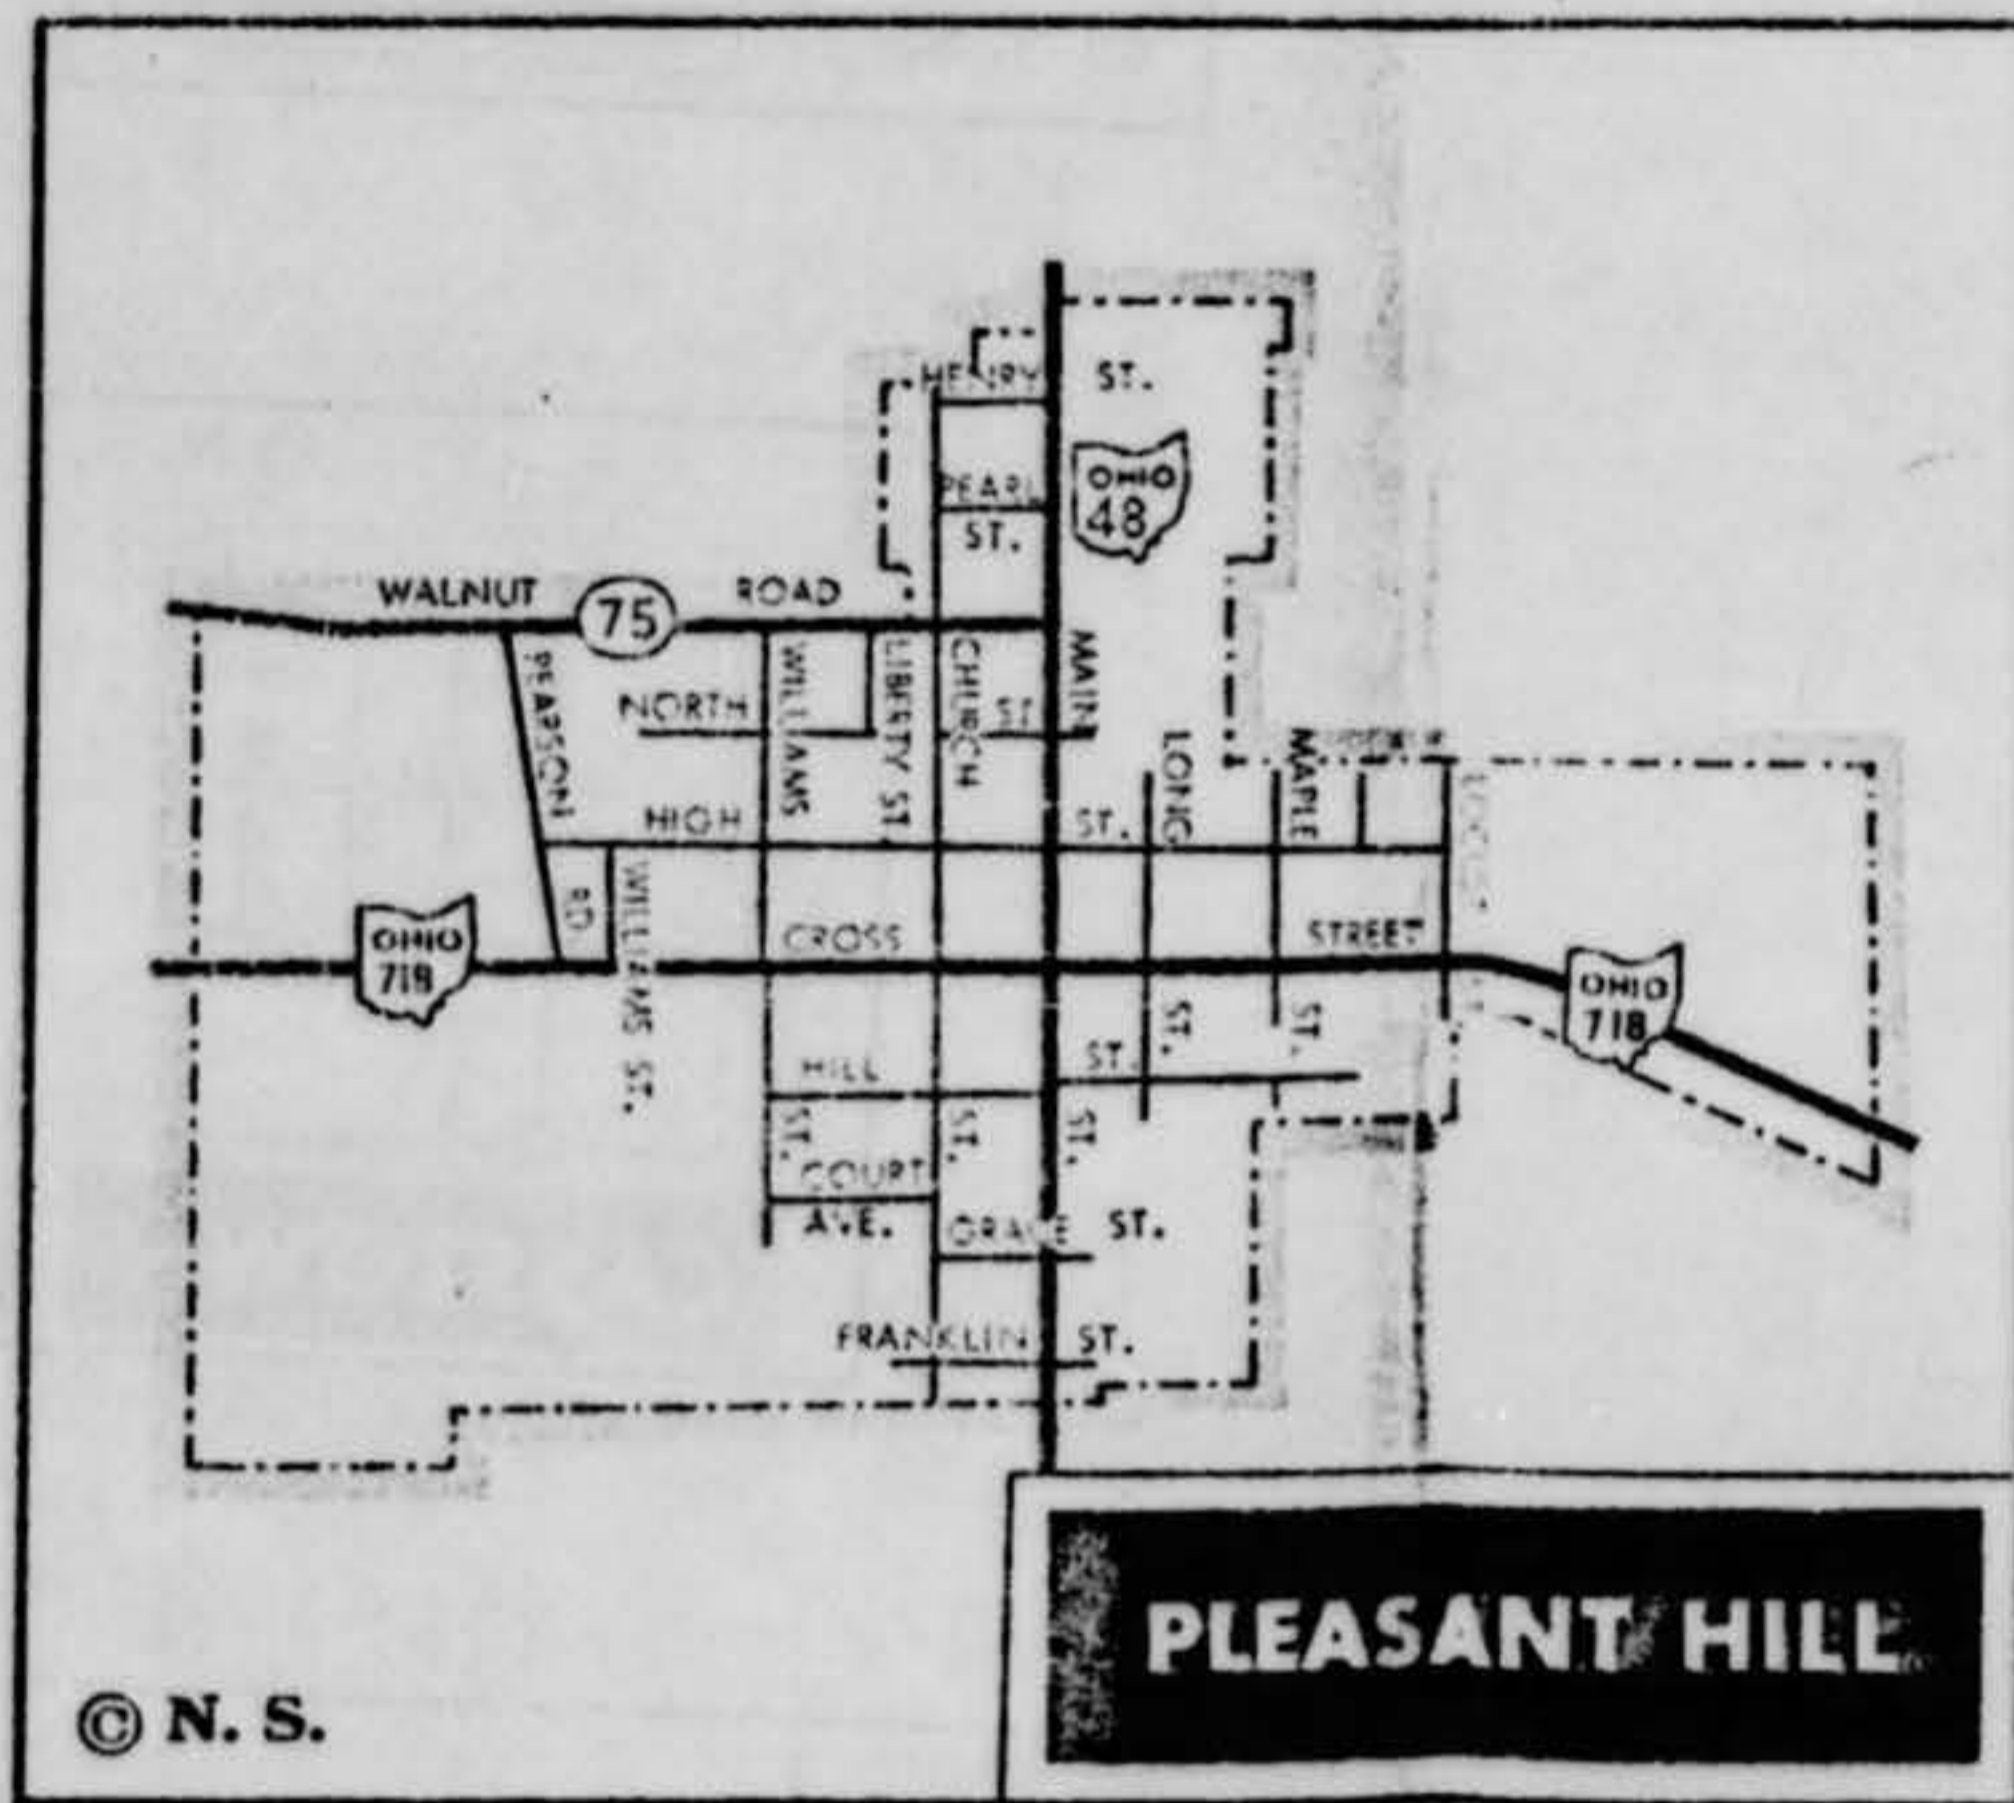 HENRY ST.
PEARL
ST.
OHIO
48
WALNUT 75 ROAD
PEARSON
RD.
NORTH ST.
WILLIAMS
ST.
LIBERTY ST.
CHURCH
ST.
MAIN
ST.
LONG
ST.
MAPLE
ST.
HIGH ST.
WILLIAMS ST.
OHIO
718
CROSS STREET
OHIO
718
HILL ST.
COURT
AVE.
ST.
FRANKLIN ST.
PLEASANT HILL
© N. S.